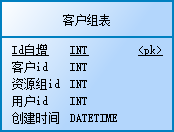 客户组表
Id自增 INT <pk>
客户id INT
资源组id INT
用户id INT
创建时间 DATETIME